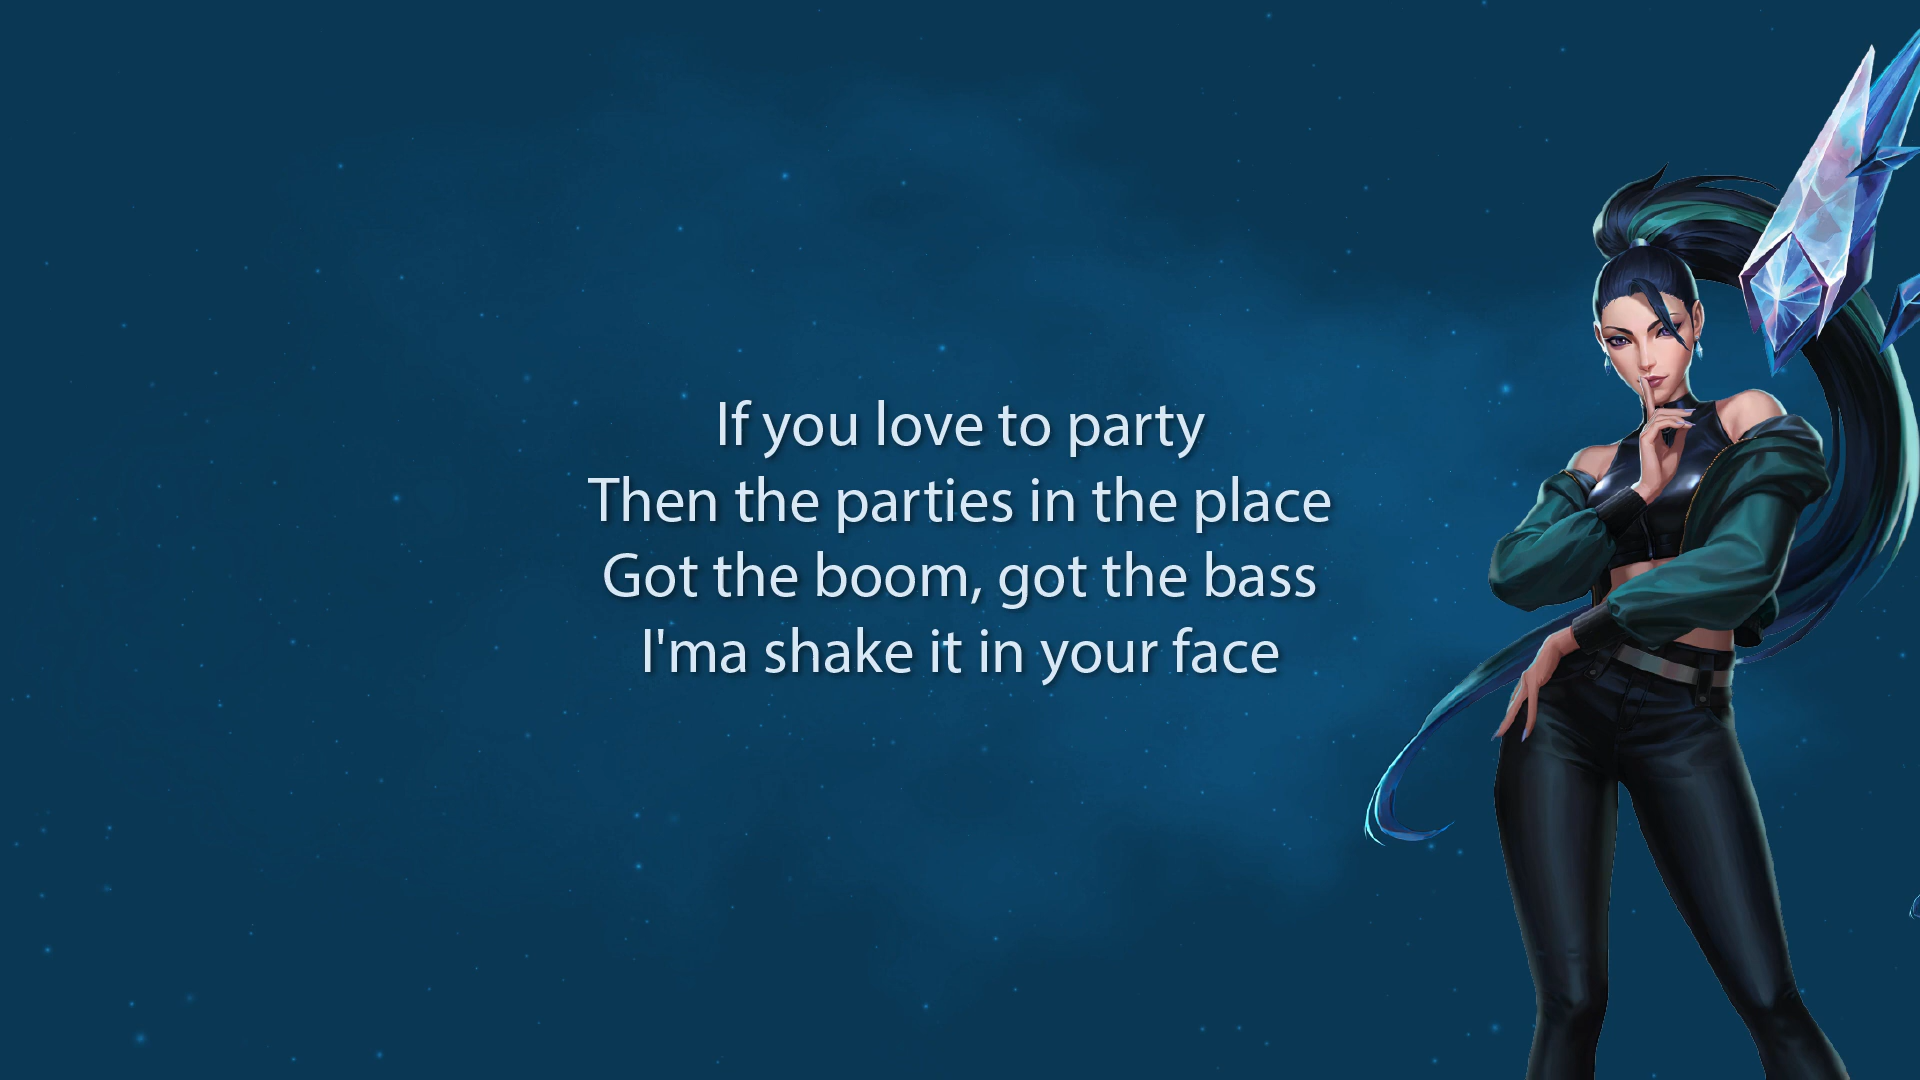 If you love to party
Then the parties in the place
Got the boom, got the bass
I'ma shake it in your face